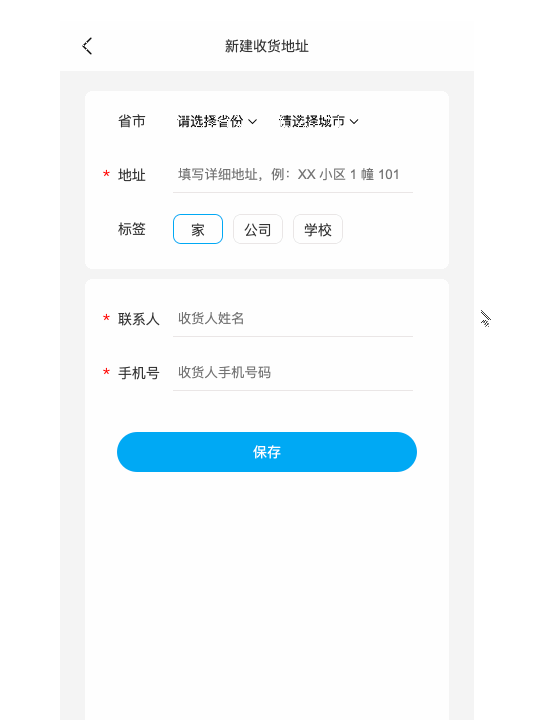 新建收货地址
省市 请选择省份 请选择城市
* 地址 填写详细地址，例：XX 小区 1 幢 101
标签 家 公司 学校
* 联系人 收货人姓名
* 手机号 收货人手机号码
保存